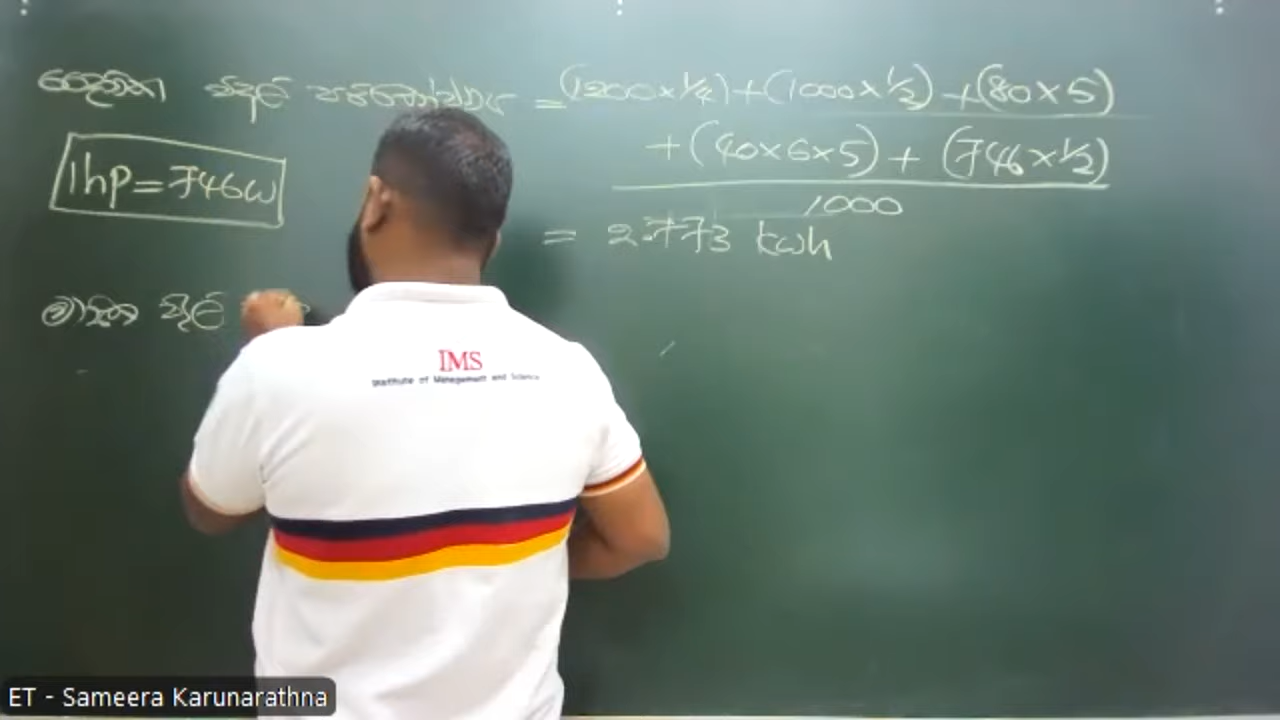 දෛනික විදුලි පරිභෝජනය = (1200 x 1/4) + (1000 x 1/2) + (80 x 5)
+ (40 x 6 x 5) + (746 x 1/2)
1000
1hp = 746w
= 2.773 kwh
මාසික විදුලි
IMS
Institute of Management and Science
ET - Sameera Karunarathna